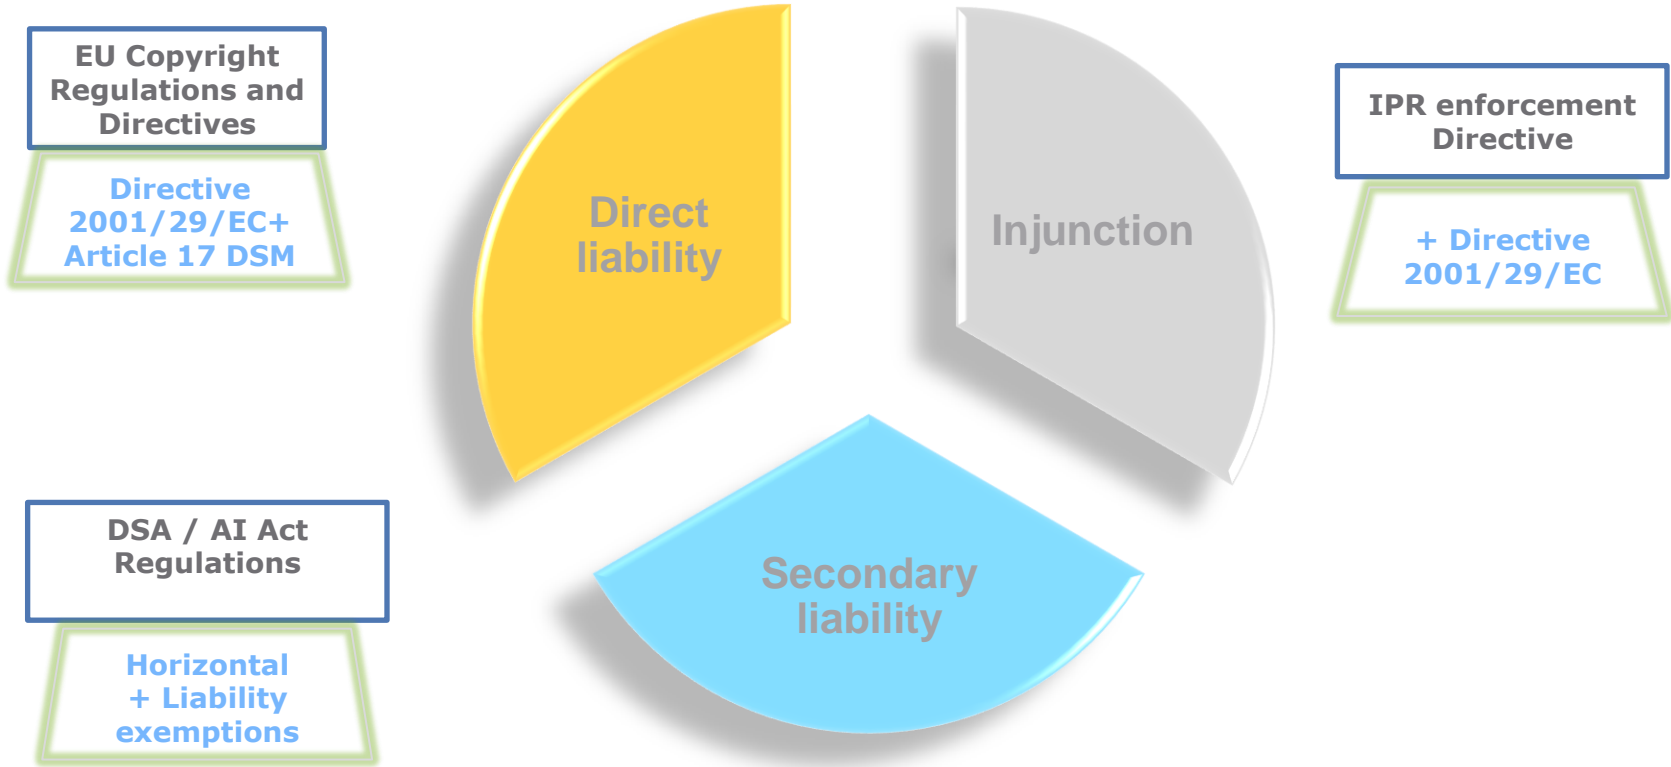 EU Copyright
Regulations and
Directives
Directive
2001/29/EC+
Article 17 DSM
Direct
liability
Injunction
IPR enforcement
Directive
+ Directive
2001/29/EC
DSA / AI Act
Regulations
Horizontal
+ Liability
exemptions
Secondary
liability